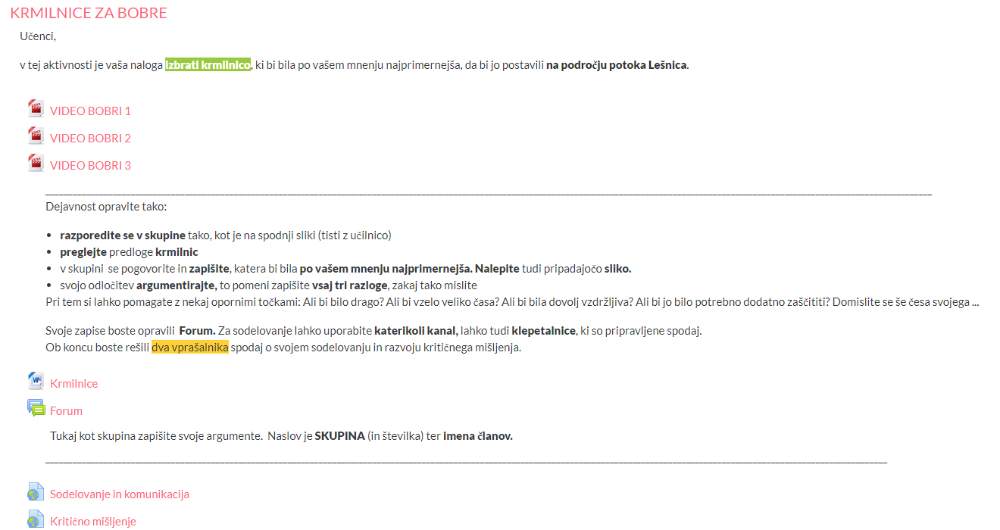 KRMILNICE ZA BOBRE
Učenci,
v tej aktivnosti je vaša naloga izbrati krmilnico, ki bi bila po vašem mnenju najprimernejša, da bi jo postavili na področju potoka Lešnica.
VIDEO BOBRI 1
VIDEO BOBRI 2
VIDEO BOBRI 3
Dejavnost opravite tako:
• razporedite se v skupine tako, kot je na spodnji sliki (tisti z učilnico)
• preglejte predloge krmilnic
• v skupini se pogovorite in zapišite, katera bi bila po vašem mnenju najprimernejša. Nalepite tudi pripadajočo sliko.
• svojo odločitev argumentirajte, to pomeni zapišite vsaj tri razloge, zakaj tako mislite
Pri tem si lahko pomagate z nekaj opornimi točkami: Ali bi bilo drago? Ali bi vzelo veliko časa? Ali bi bila dovolj vzdržljiva? Ali bi jo bilo potrebno dodatno zaščititi? Domislite se še česa svojega ...
Svoje zapise boste opravili Forum. Za sodelovanje lahko uporabite katerikoli kanal, lahko tudi klepetalnice, ki so pripravljene spodaj.
Ob koncu boste rešili dva vprašalnika spodaj o svojem sodelovanju in razvoju kritičnega mišljenja.
Krmilnice
Forum
Tukaj kot skupina zapišite svoje argumente. Naslov je SKUPINA (in številka) ter imena članov.
Sodelovanje in komunikacija
Kritično mišljenje